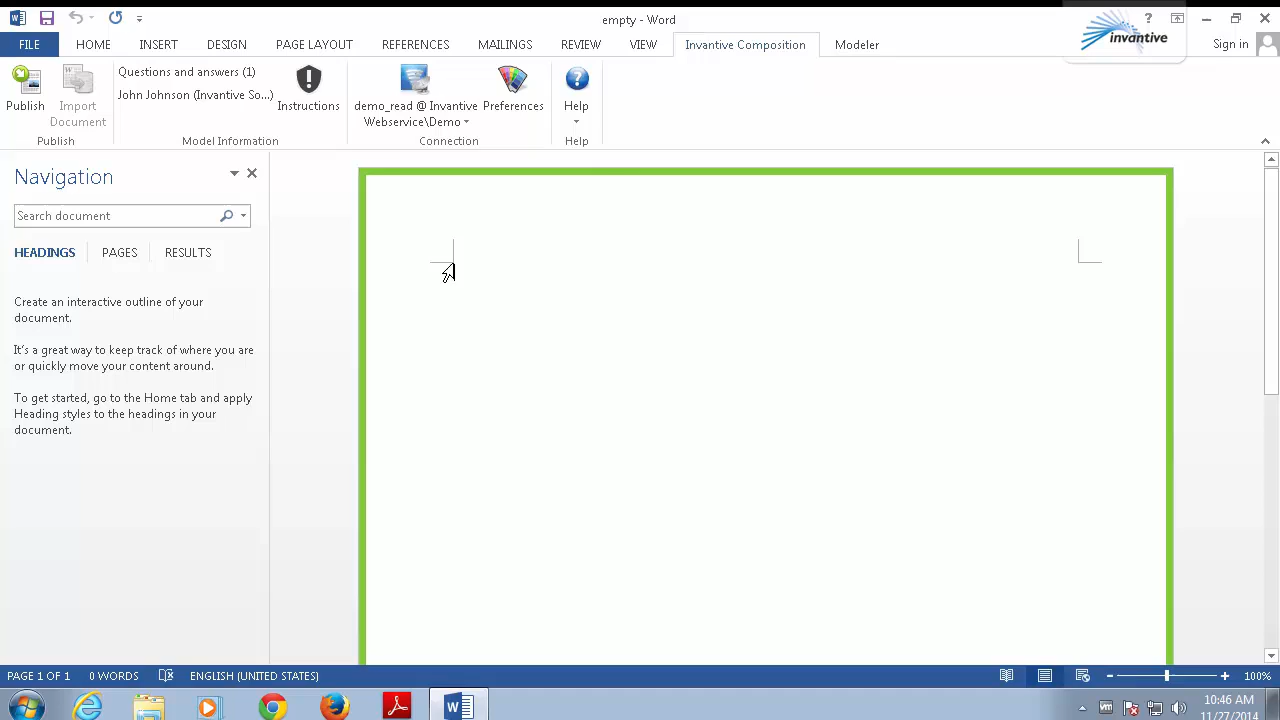 empty - Word
invantive
FILE HOME INSERT DESIGN PAGE LAYOUT REFERENCES MAILINGS REVIEW VIEW Invantive Composition Modeler Sign in
Publish
Import Document
Publish
Questions and answers (1)
John Johnson (Invantive So...)
Instructions
Model Information
demo_read @ Invantive
Webservice\Demo
Preferences
Connection
Help
Help
Navigation
Search document
HEADINGS PAGES RESULTS
Create an interactive outline of your
document.
It's a great way to keep track of where you are
or quickly move your content around.
To get started, go to the Home tab and apply
Heading styles to the headings in your
document.
PAGE 1 OF 1 0 WORDS ENGLISH (UNITED STATES) 100%
10:46 AM
11/27/2014